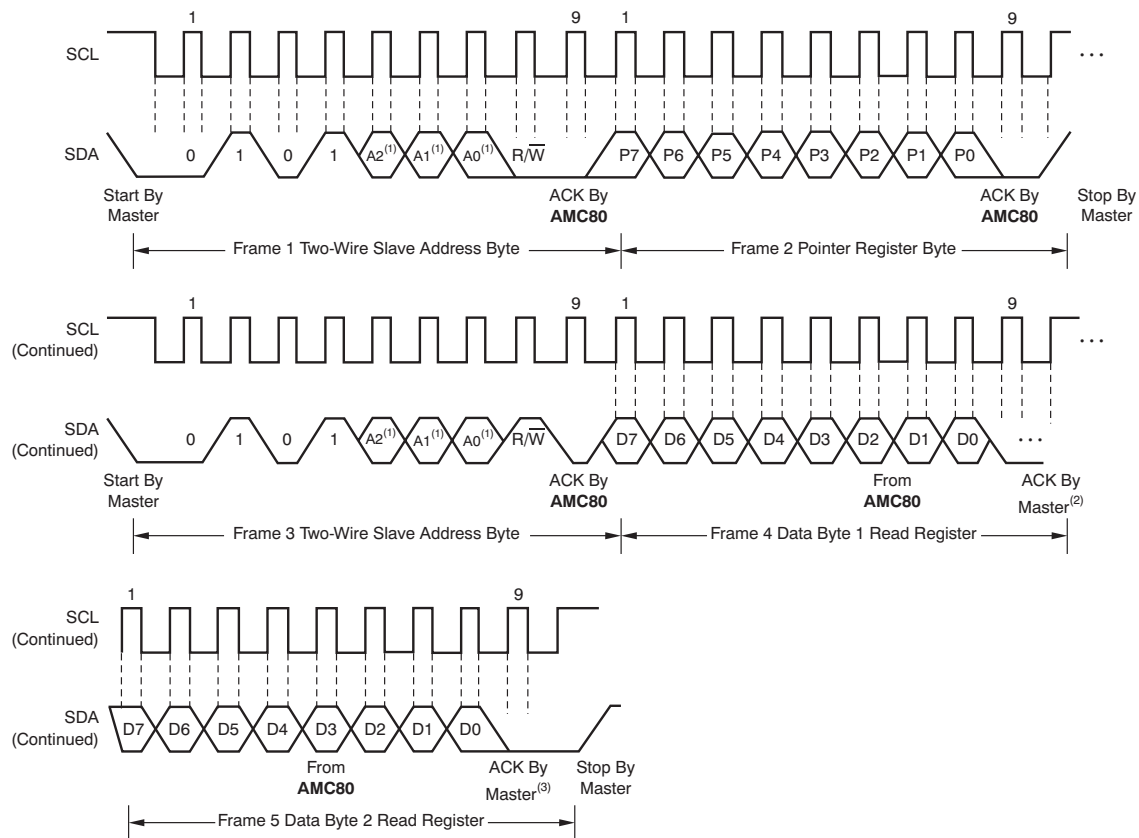 1 9 1 9
SCL ...
SDA 0 1 0 1 A2(1) A1(1) A0(1) R/W̅ P7 P6 P5 P4 P3 P2 P1 P0
Start By Master ACK By AMC80 ACK By AMC80 Stop By Master
Frame 1 Two-Wire Slave Address Byte Frame 2 Pointer Register Byte
1 9 1 9
SCL (Continued) ...
SDA (Continued) 0 1 0 1 A2(1) A1(1) A0(1) R/W̅ D7 D6 D5 D4 D3 D2 D1 D0 ...
Start By Master ACK By AMC80 From AMC80 ACK By Master(2)
Frame 3 Two-Wire Slave Address Byte Frame 4 Data Byte 1 Read Register
1 9
SCL (Continued)
SDA (Continued) D7 D6 D5 D4 D3 D2 D1 D0
From AMC80 ACK By Master(3) Stop By Master
Frame 5 Data Byte 2 Read Register